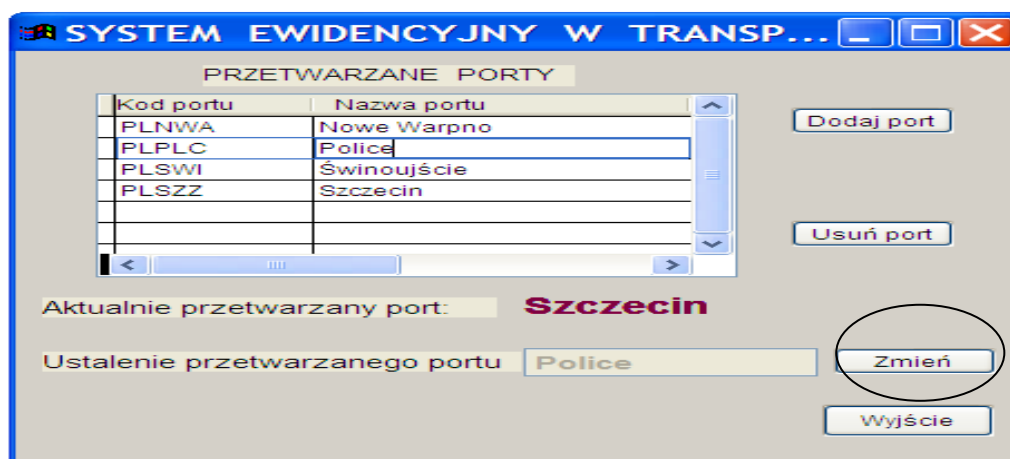 SYSTEM EWIDENCYJNY W TRANSP...
PRZETWARZANE PORTY
Kod portu Nazwa portu
PLNWA Nowe Warpno
PLPLC Police
PLSWI Świnoujście
PLSZZ Szczecin
Dodaj port
Usuń port
Aktualnie przetwarzany port: Szczecin
Ustalenie przetwarzanego portu Police Zmień
Wyjście